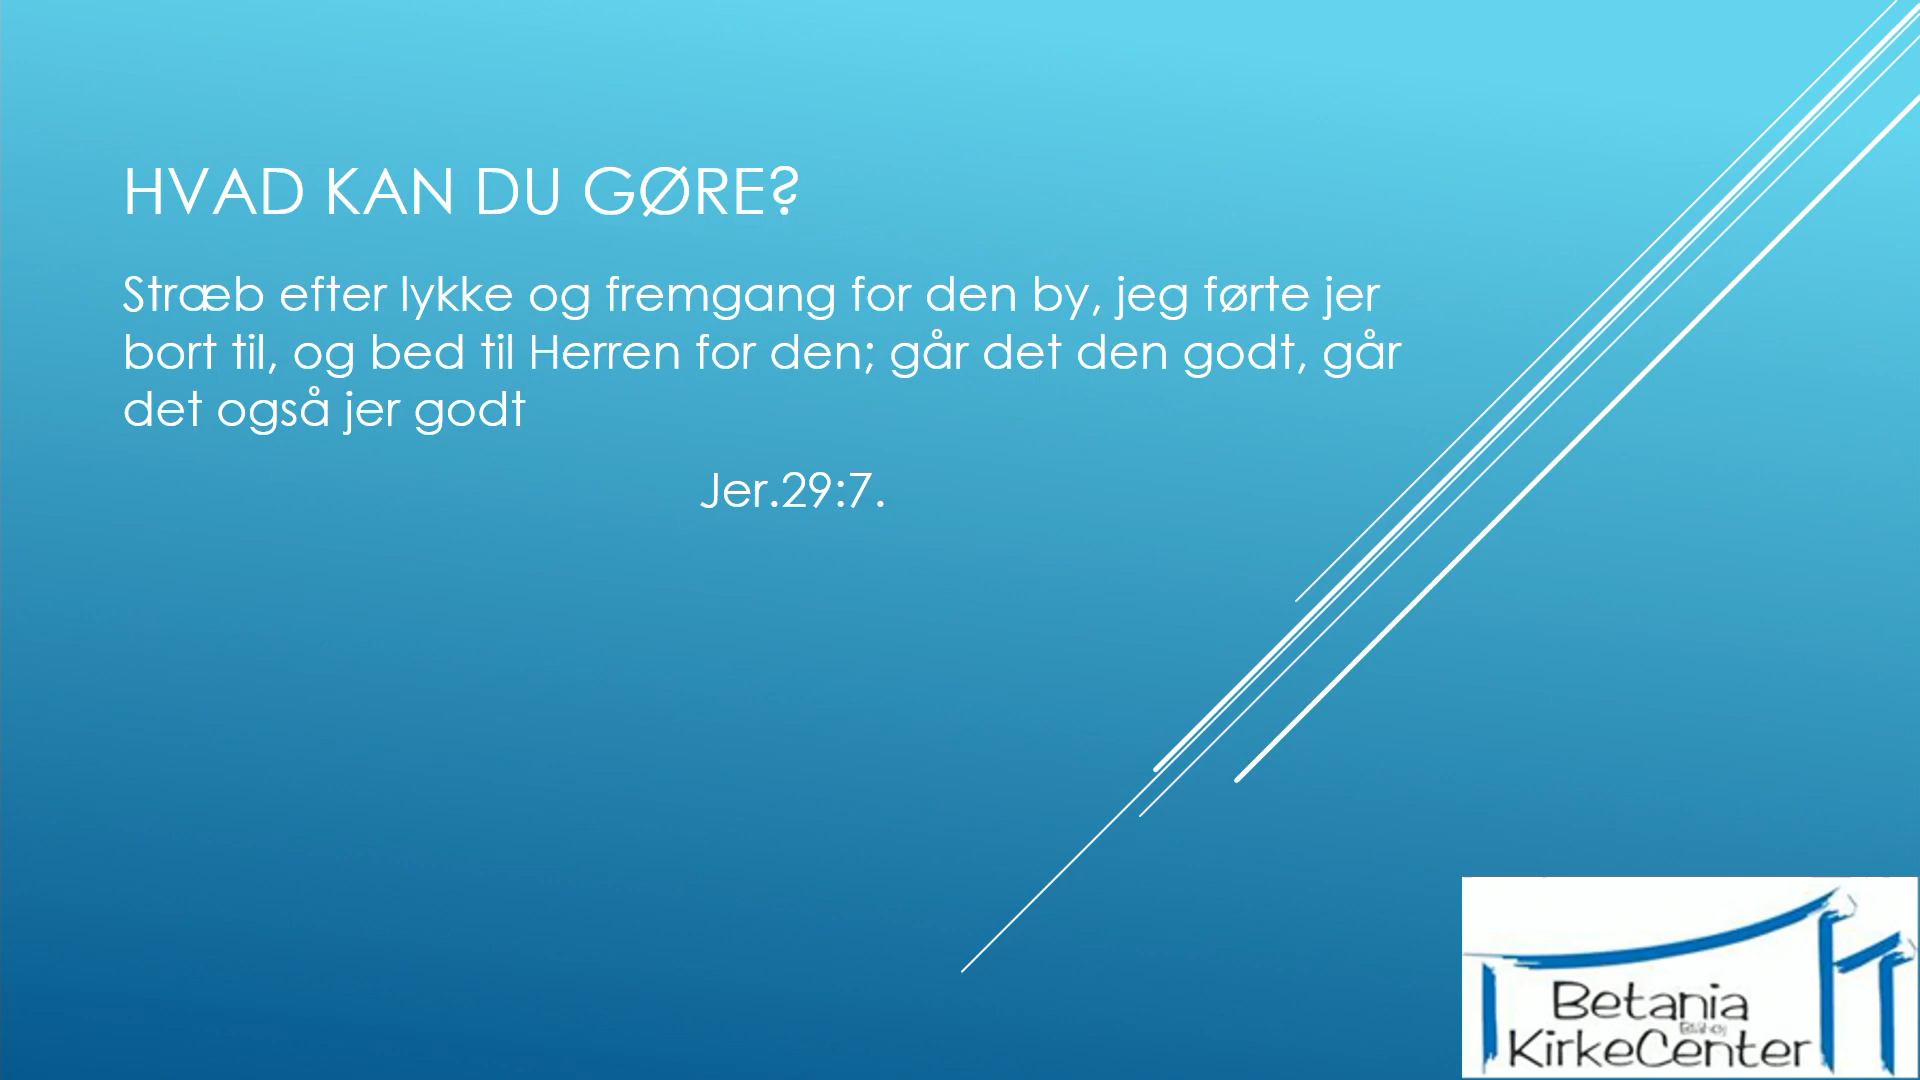 HVAD KAN DU GØRE?
Stræb efter lykke og fremgang for den by, jeg førte jer
bort til, og bed til Herren for den; går det den godt, går
det også jer godt
Jer.29:7.
Betania
KirkeCenter